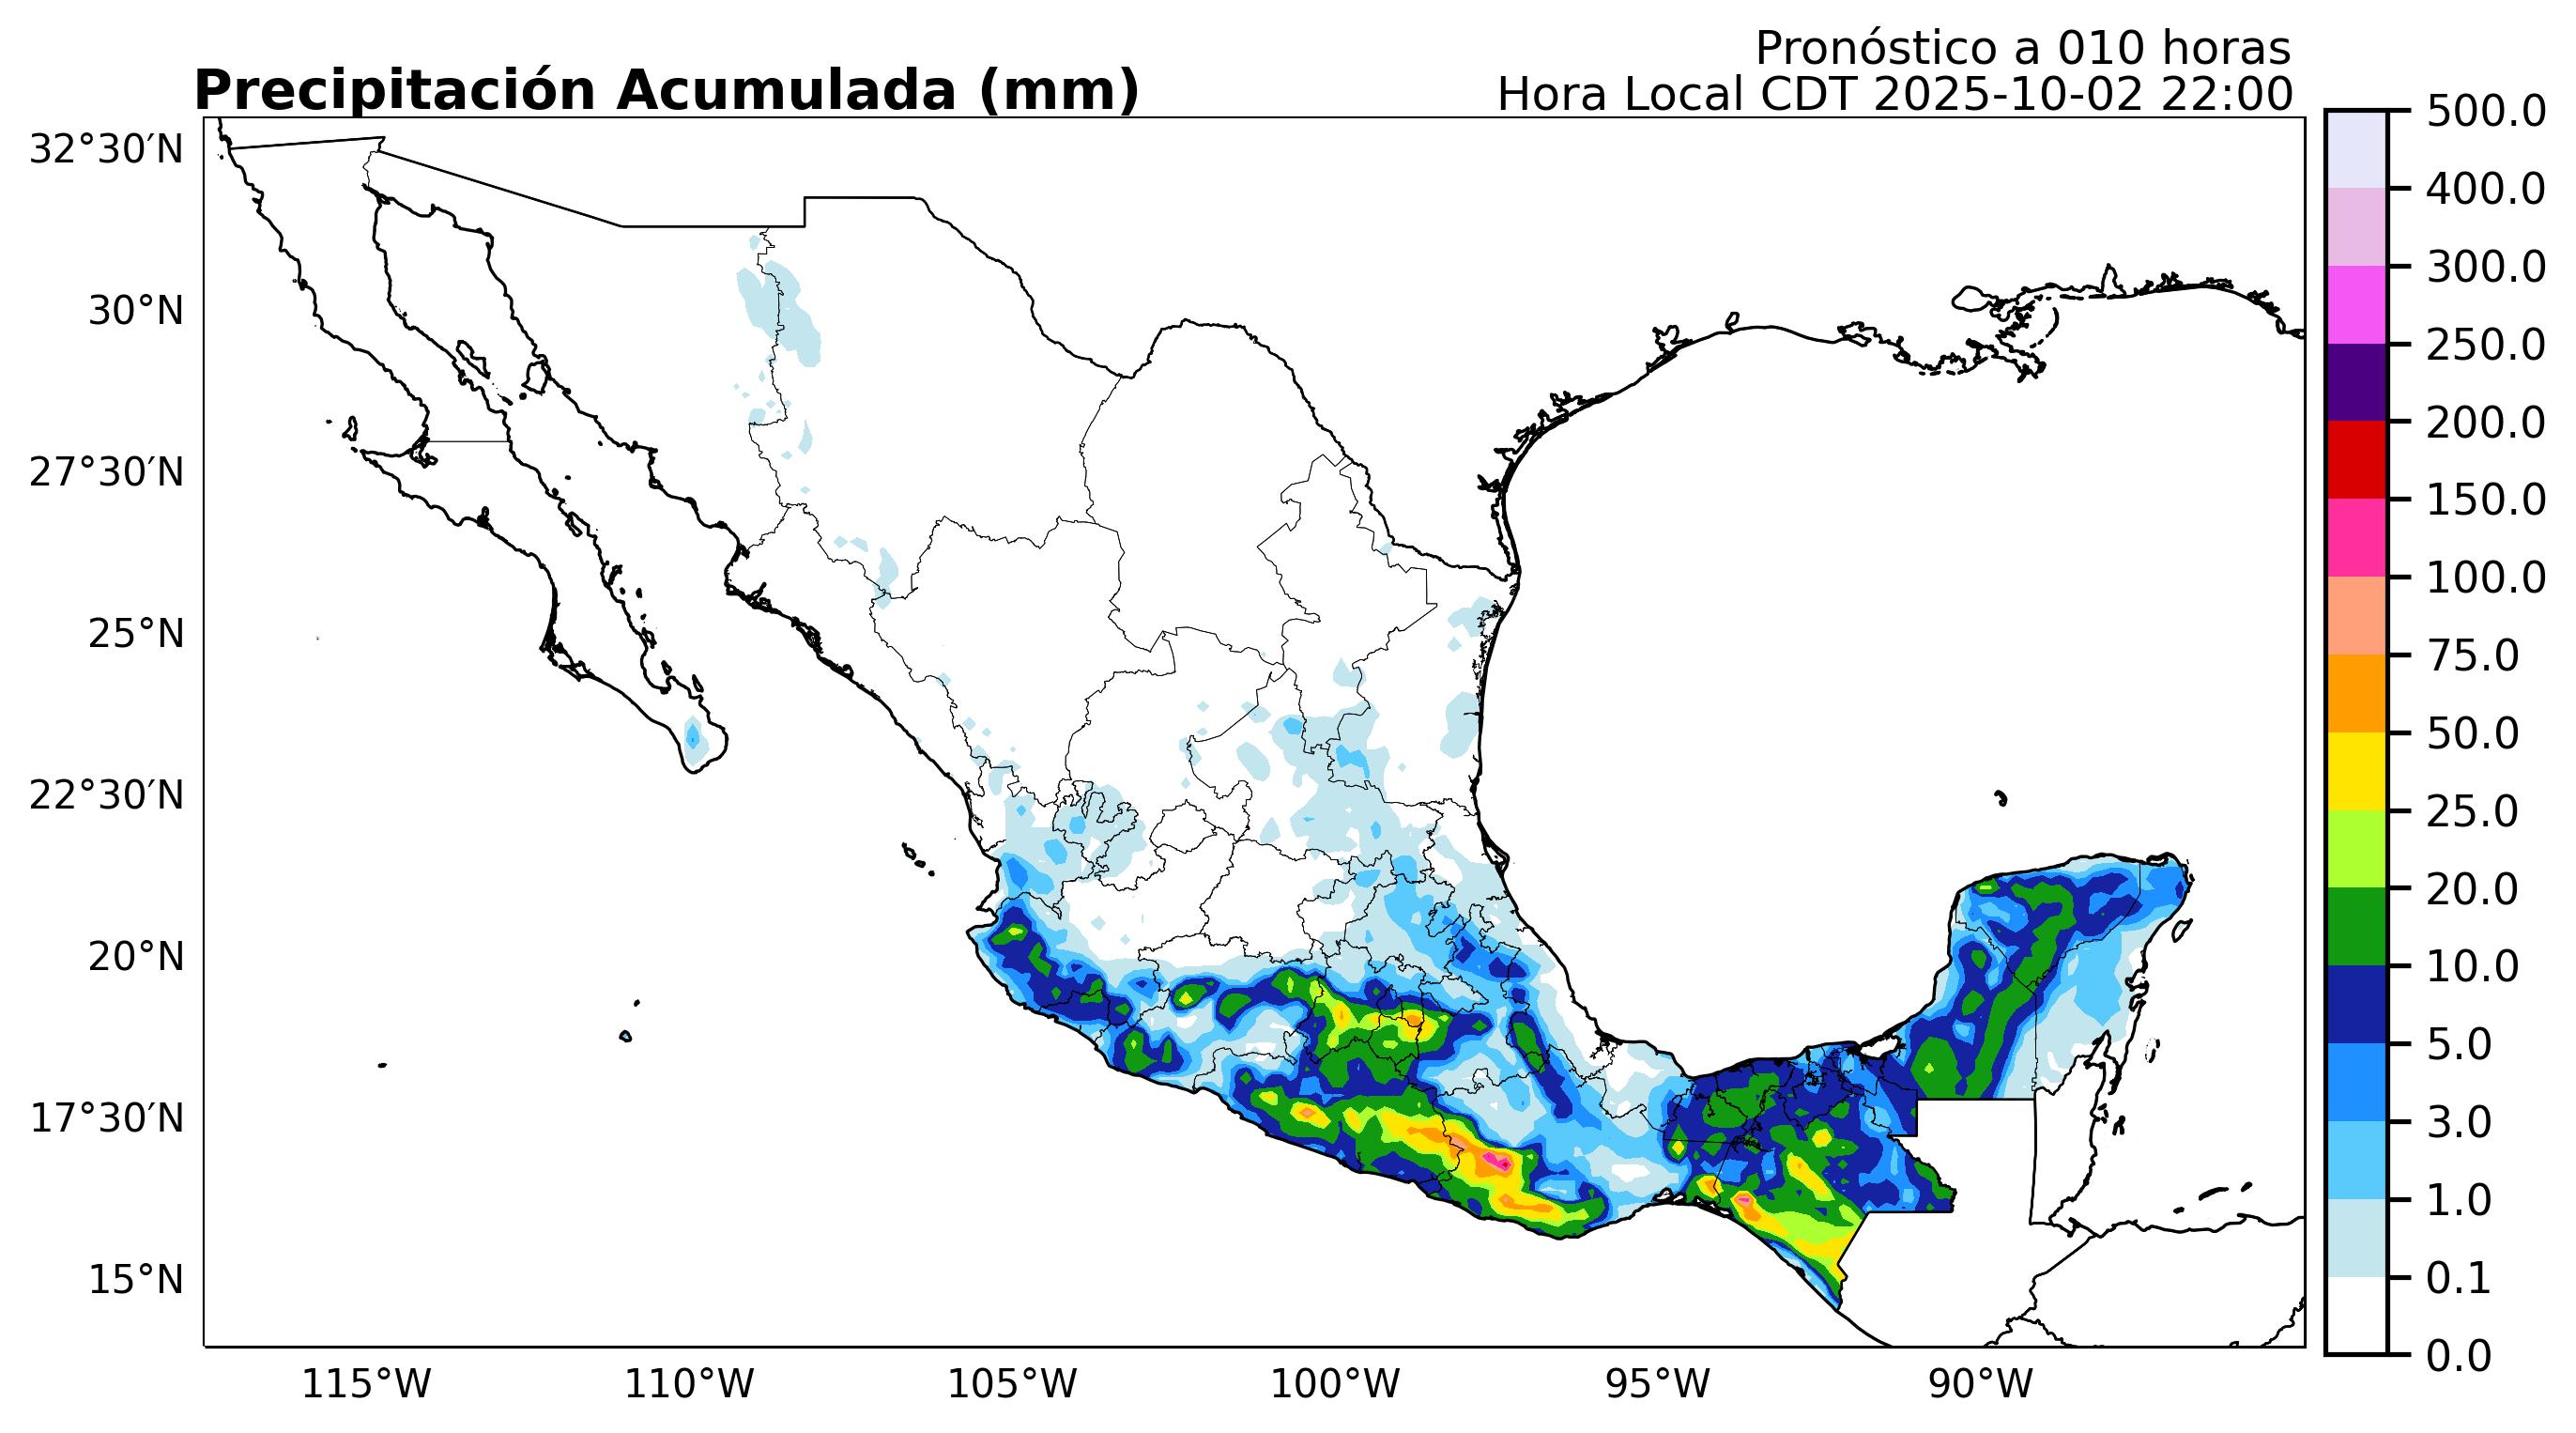 Pronóstico a 010 horas
Precipitación Acumulada (mm)
Hora Local CDT 2025-10-02 22:00
32°30′N
30°N
27°30′N
25°N
22°30′N
20°N
17°30′N
15°N
115°W
110°W
105°W
100°W
95°W
90°W
500.0
400.0
300.0
250.0
200.0
150.0
100.0
75.0
50.0
25.0
20.0
10.0
5.0
3.0
1.0
0.1
0.0